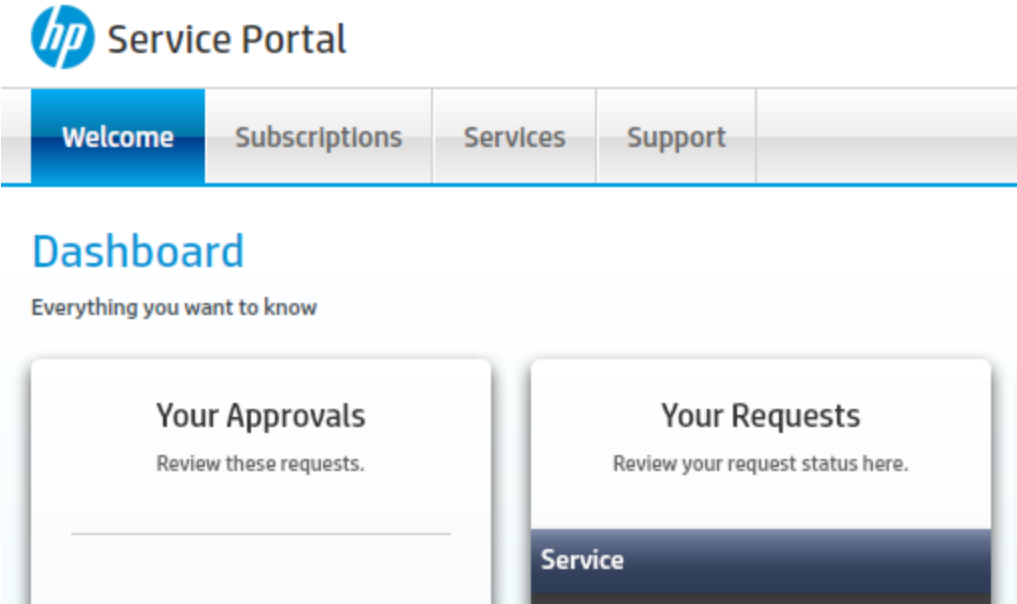 hp Service Portal
Welcome Subscriptions Services Support
Dashboard
Everything you want to know
Your Approvals
Review these requests.
Your Requests
Review your request status here.
Service